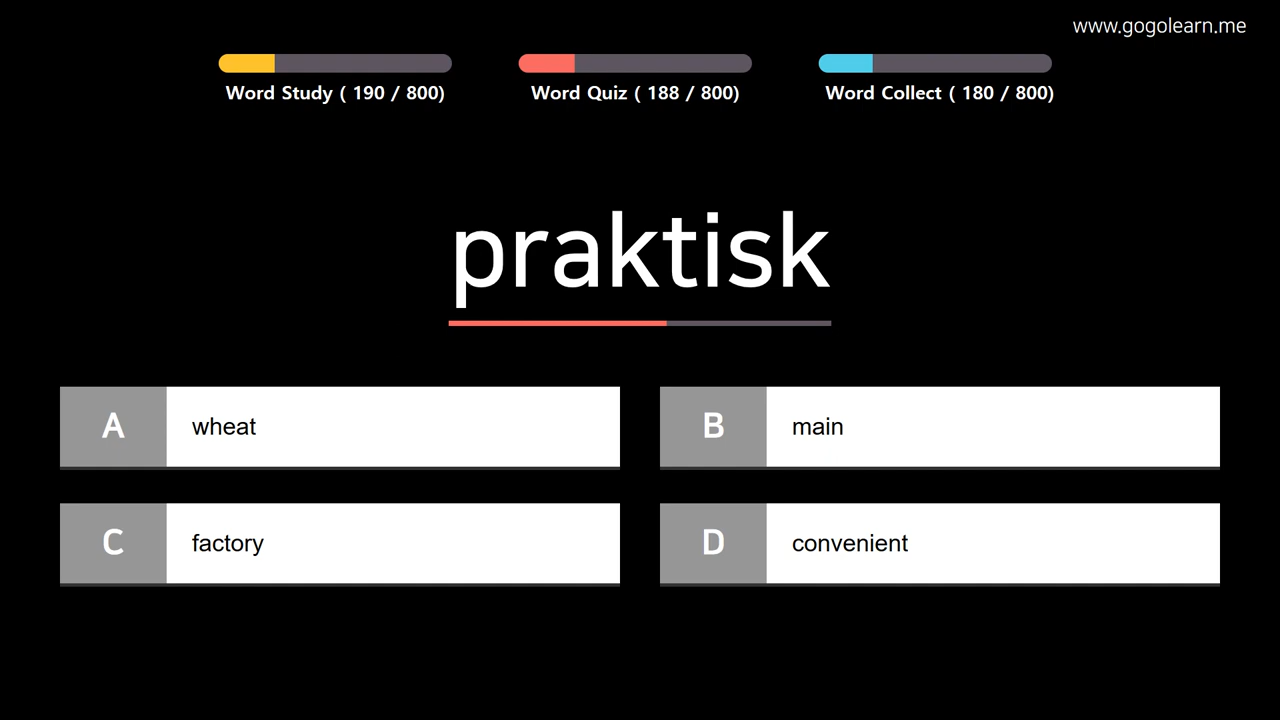 www.gogolearn.me
Word Study ( 190 / 800)
Word Quiz ( 188 / 800)
Word Collect ( 180 / 800)
praktisk
A wheat
B main
C factory
D convenient